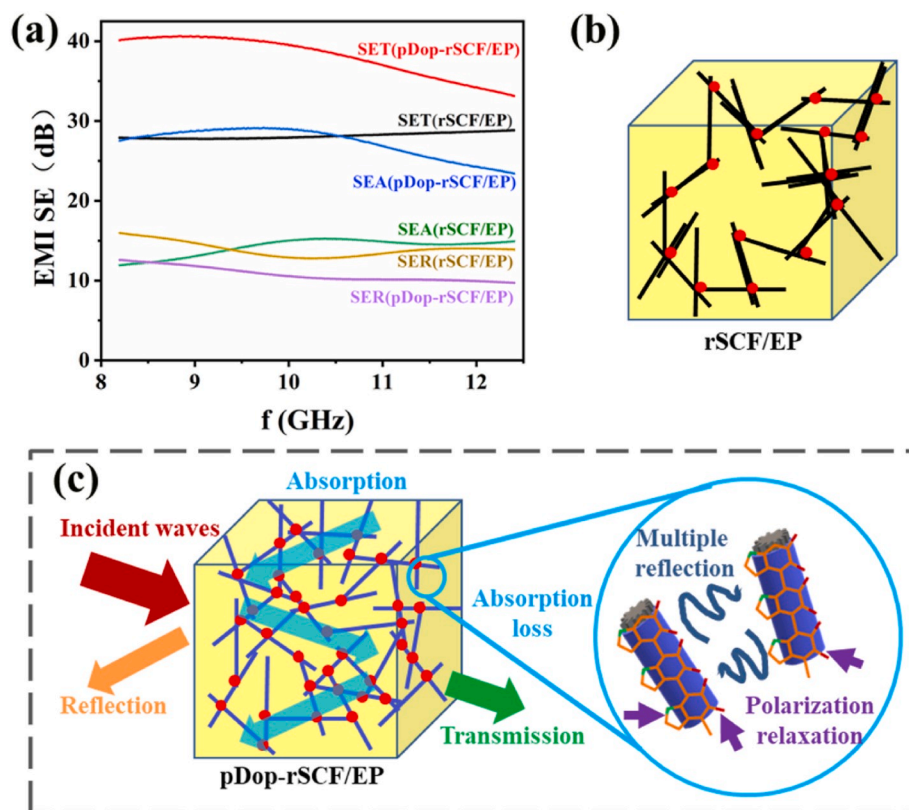 (a)
EMI SE (dB)
40
30
20
10
0
8
9
10
11
12
f (GHz)
SET(pDop-rSCF/EP)
SET(rSCF/EP)
SEA(pDop-rSCF/EP)
SEA(rSCF/EP)
SER(rSCF/EP)
SER(pDop-rSCF/EP)
(b)
rSCF/EP
(c)
Absorption
Incident waves
Reflection
Transmission
pDop-rSCF/EP
Absorption
loss
Multiple
reflection
Polarization
relaxation